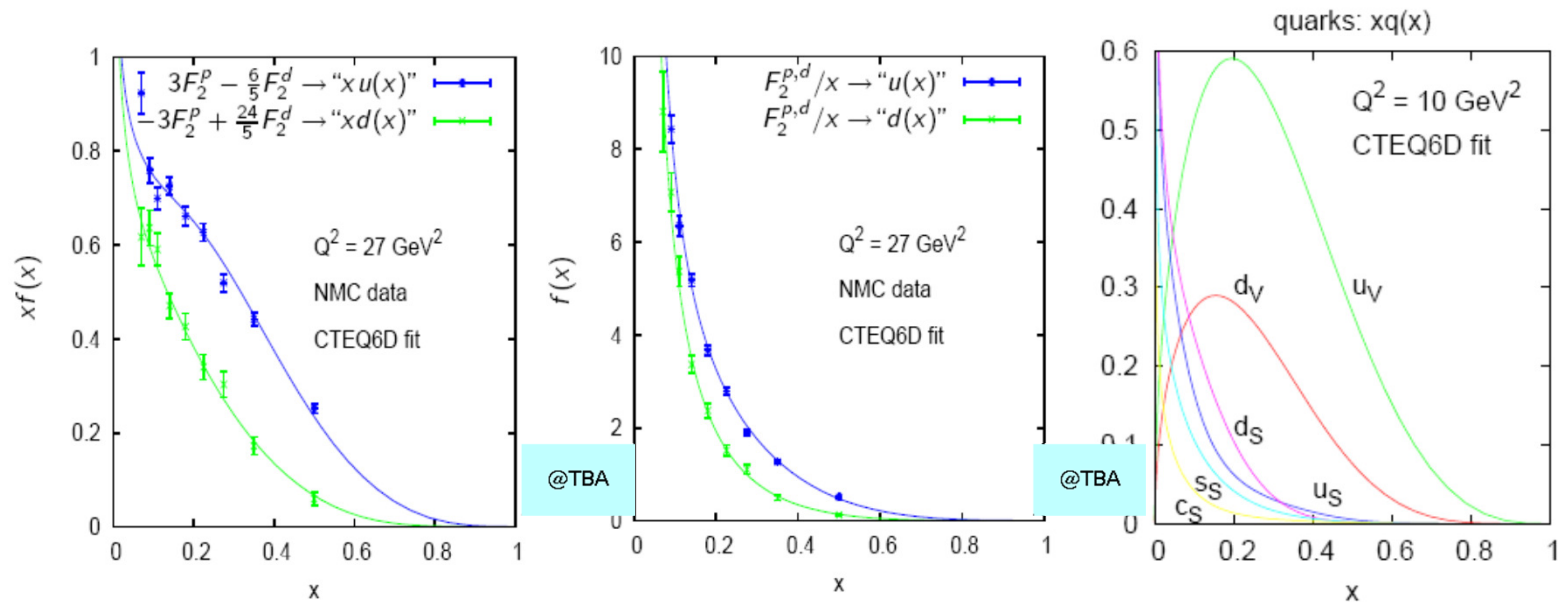 1
3F₂ᵖ − 6/5 F₂ᵈ → “xu(x)”
−3F₂ᵖ + 24/5 F₂ᵈ → “xd(x)”
0.8
0.6
0.4
0.2
0
xf(x)
Q² = 27 GeV²
NMC data
CTEQ6D fit
0 0.2 0.4 0.6 0.8 1
x
@TBA
10
F₂ᵖ,ᵈ/x → “u(x)”
F₂ᵖ,ᵈ/x → “d(x)”
8
6
4
2
0
f(x)
Q² = 27 GeV²
NMC data
CTEQ6D fit
0 0.2 0.4 0.6 0.8 1
x
@TBA
quarks: xq(x)
0.6
0.5
0.4
0.3
0.2
0
Q² = 10 GeV²
CTEQ6D fit
d_V
u_V
d_S
s_S
u_S
c_S
0 0.2 0.4 0.6 0.8 1
x